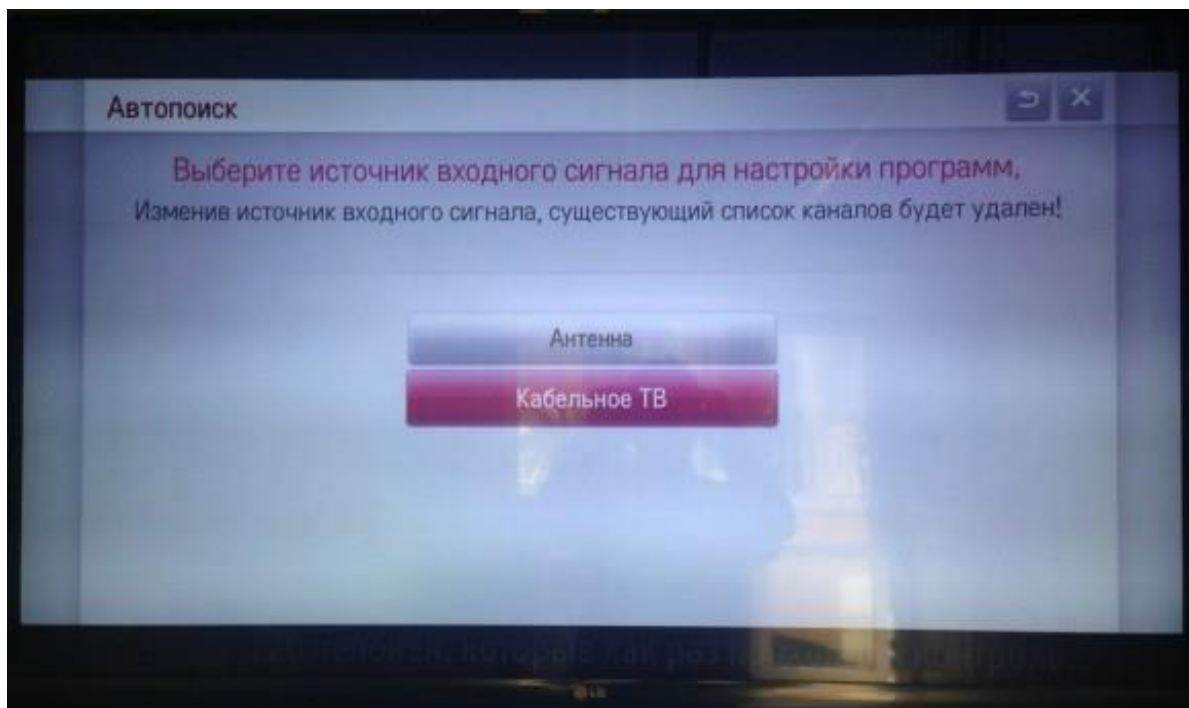 Автопоиск
Выберите источник входного сигнала для настройки программ.
Изменив источник входного сигнала, существующий список каналов будет удален!
Антенна
Кабельное ТВ